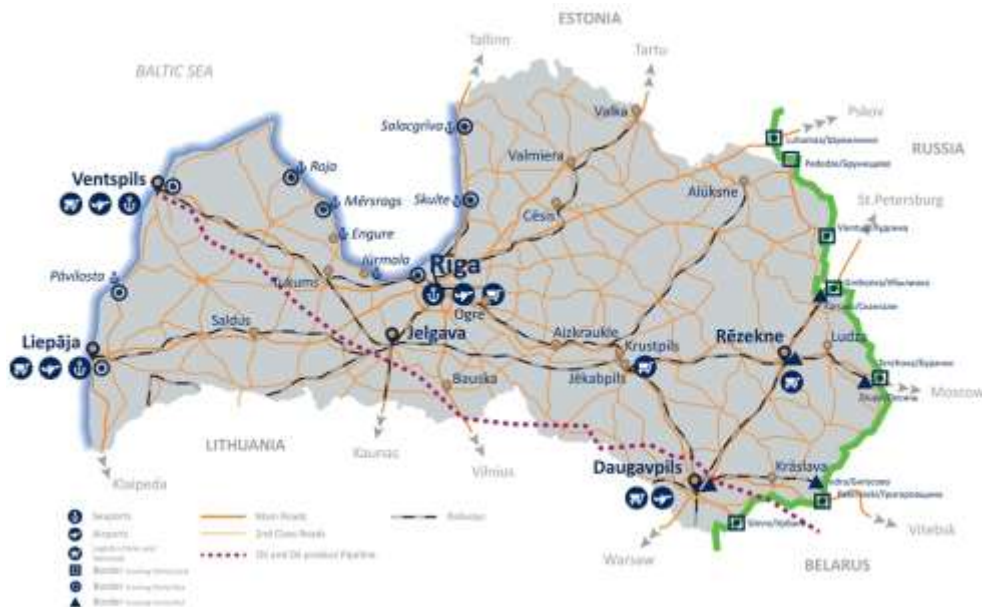 ESTONIA
Tallinn
Tartu
BALTIC SEA
Pskov
Valka
Salacgrīva
RUSSIA
Valmiera
Roja
Ventspils
Alūksne
St.Petersburg
Mērsrags
Skulte
Cēsis
Engure
Jūrmala
Rīga
Pāvilosta
Tukums
Ogre
Saldus
Jelgava
Aizkraukle
Rēzekne
Ludza
Liepāja
Krustpils
Jēkabpils
Bauska
Moscow
LITHUANIA
Kaunas
Vilnius
Daugavpils
Krāslava
Klaipeda
Vitebsk
Warsaw
BELARUS
Seaports
Main Roads
Railways
Airports
2nd Class Roads
Oil and Oil product Pipeline
Border
Border
Border